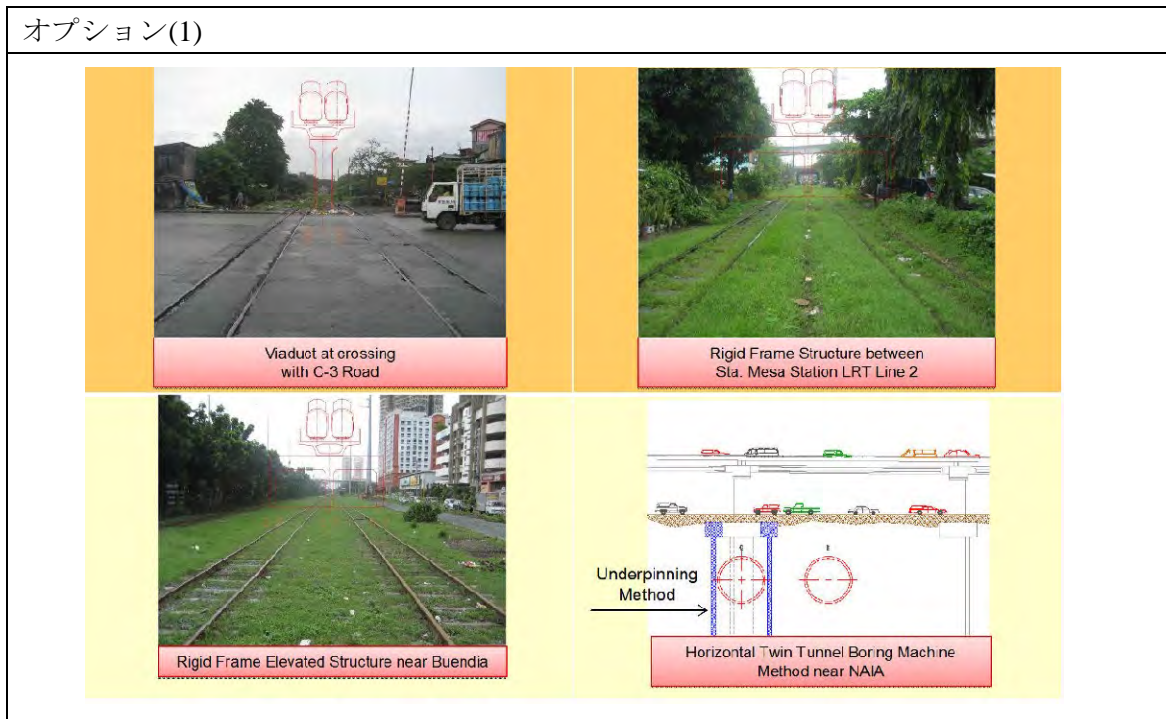 オプション(1)
Viaduct at crossing
with C-3 Road
Rigid Frame Structure between
Sta. Mesa Station LRT Line 2
Rigid Frame Elevated Structure near Buendia
Underpinning
Method
Horizontal Twin Tunnel Boring Machine
Method near NAIA